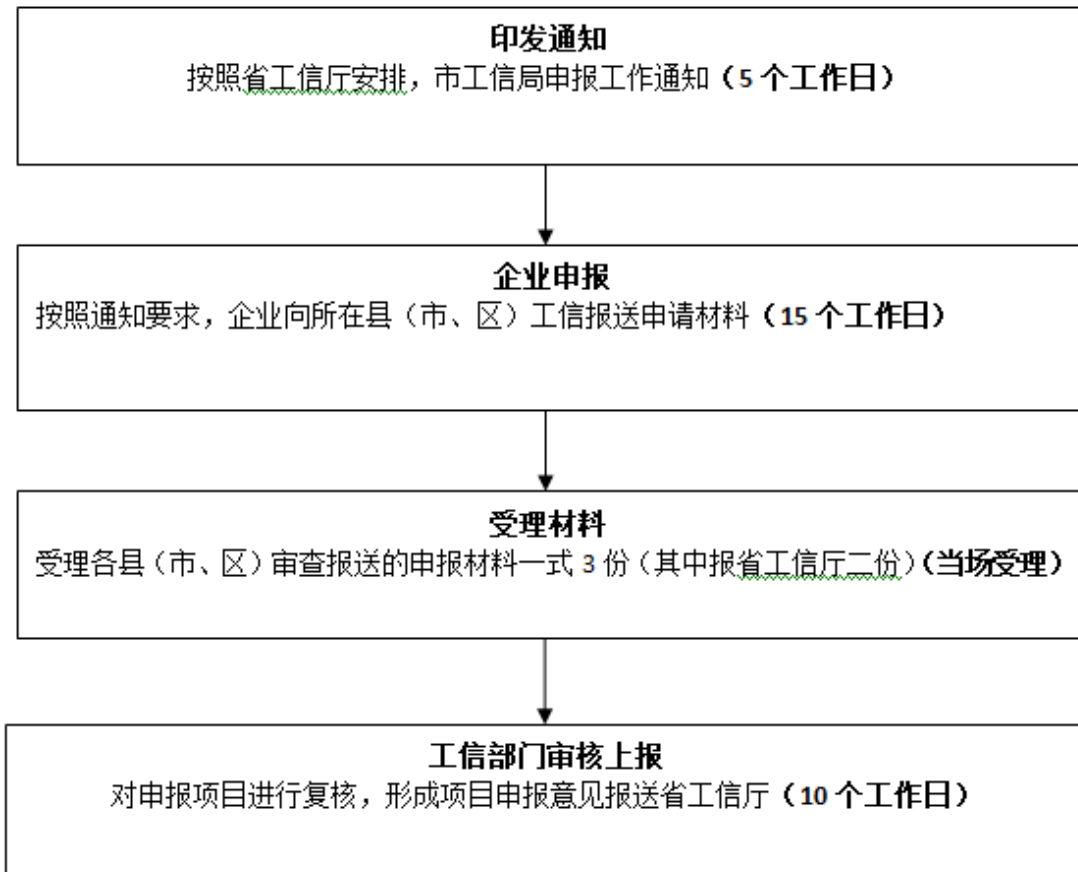 印发通知
按照省工信厅安排，市工信局申报工作通知（5 个工作日）
企业申报
按照通知要求，企业向所在县（市、区）工信报送申请材料（15 个工作日）
受理材料
受理各县（市、区）审查报送的申报材料一式 3 份（其中报省工信厅二份）（当场受理）
工信部门审核上报
对申报项目进行复核，形成项目申报意见报送省工信厅（10 个工作日）